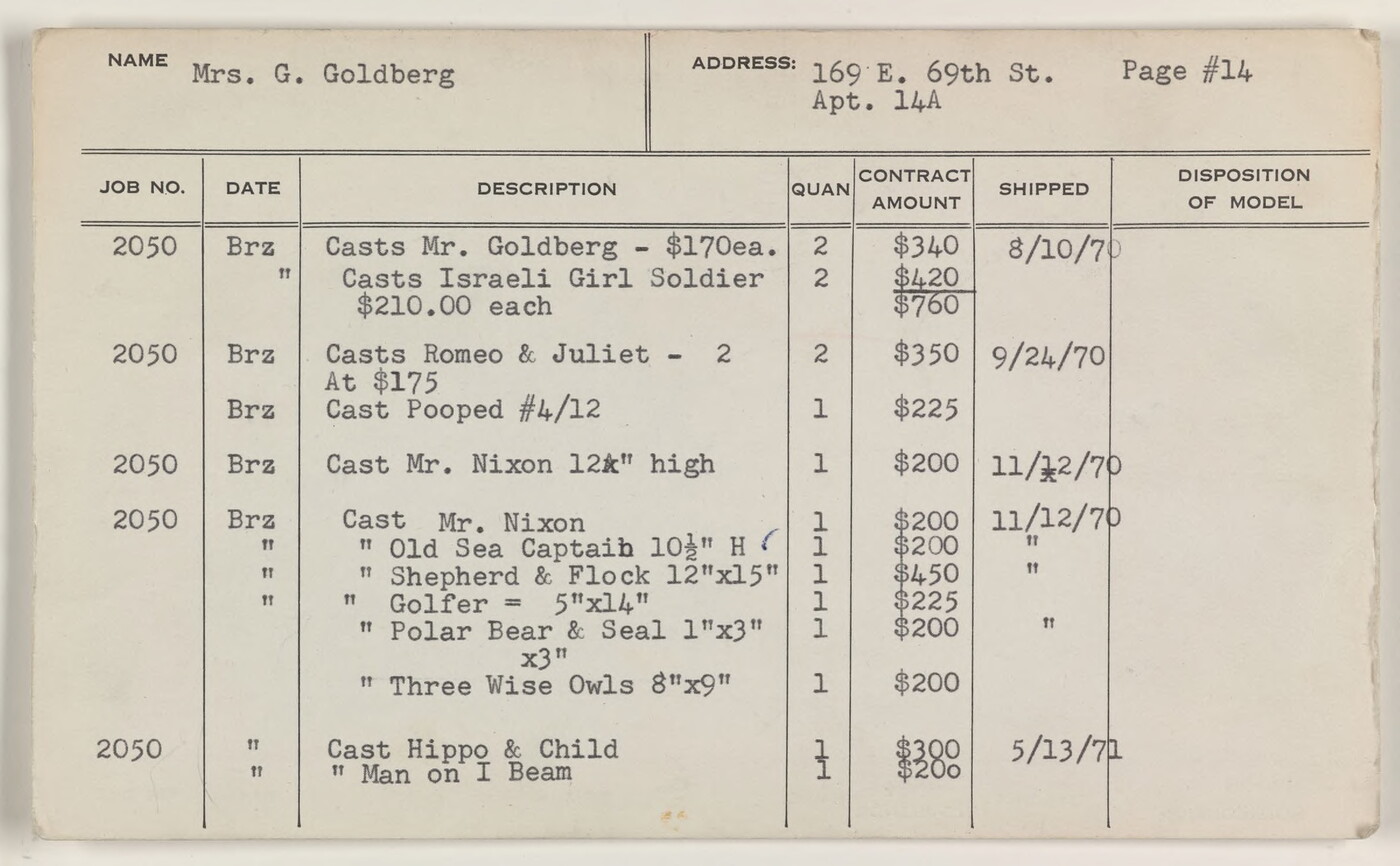 NAME Mrs. G. Goldberg ADDRESS: 169 E. 69th St. Page #14
Apt. 14A
JOB NO. DATE DESCRIPTION QUAN CONTRACT AMOUNT SHIPPED DISPOSITION OF MODEL
2050 Brz Casts Mr. Goldberg - $170ea. 2 $340 8/10/70
" Casts Israeli Girl Soldier 2 $420
$210.00 each $760
2050 Brz Casts Romeo & Juliet - 2 2 $350 9/24/70
At $175
Brz Cast Pooped #4/12 1 $225
2050 Brz Cast Mr. Nixon 12" high 1 $200 11/12/70
2050 Brz Cast Mr. Nixon 1 $200 11/12/70
" " Old Sea Captain 10½" H 1 $200 "
" " Shepherd & Flock 12"x15" 1 $450 "
" " Golfer = 5"x14" 1 $225
" Polar Bear & Seal 1"x3" 1 $200 "
x3"
" Three Wise Owls 8"x9" 1 $200
2050 " Cast Hippo & Child 1 $300 5/13/71
" " Man on I Beam 1 $20o